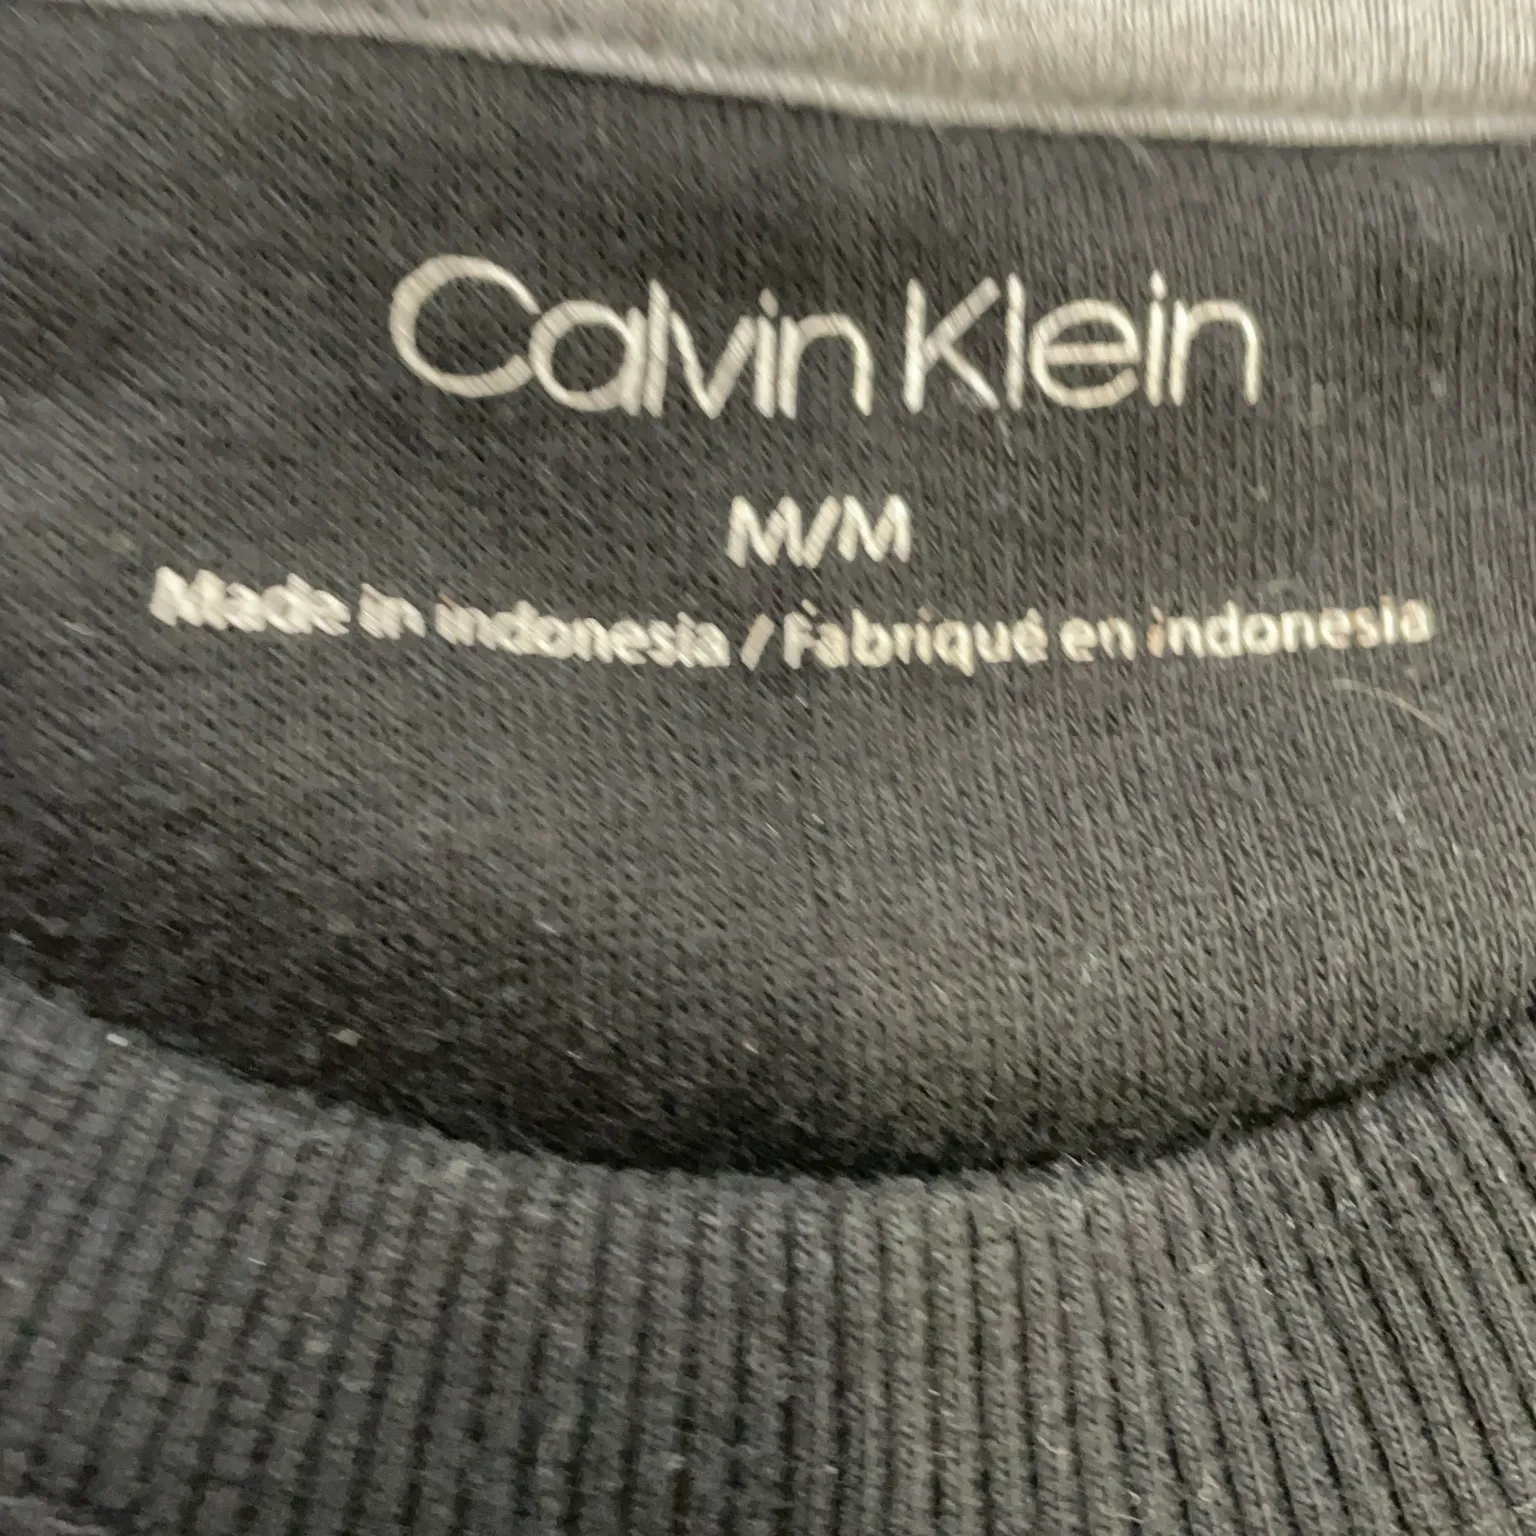 Calvin Klein
M/M
Made in indonesia / Fabriqué en indonesia